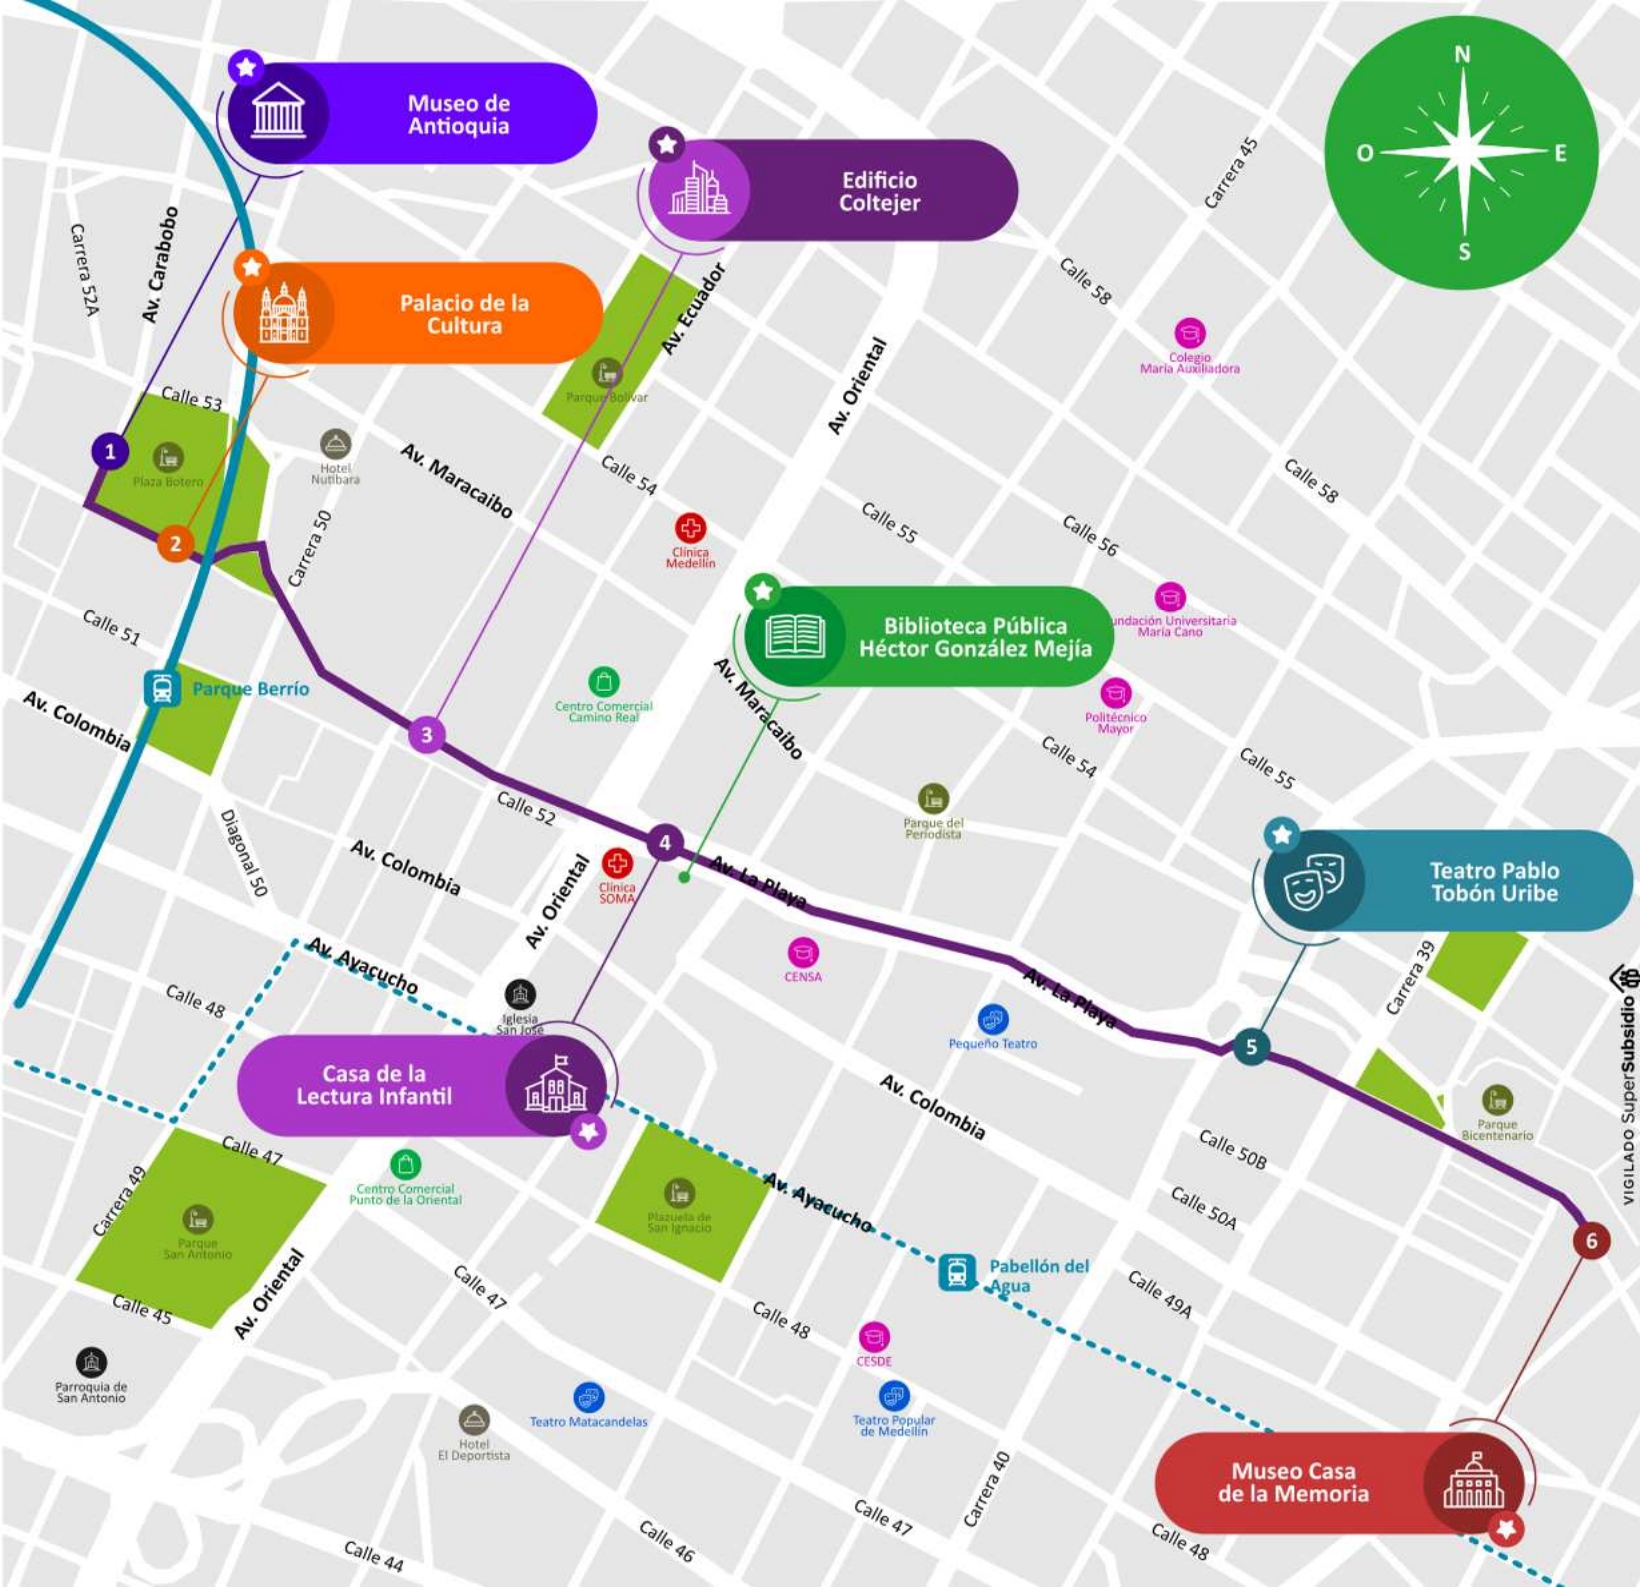 N
O
E
S
Museo de
Antioquia
Edificio
Coltejer
Carrera 45
Carrera 52A
Av. Carabobo
Palacio de la
Cultura
Av. Ecuador
Calle 58
Av. Oriental
Colegio
María Auxiliadora
Parque Bolívar
Calle 53
1
Plaza Botero
Hotel
Nutibara
Av. Maracaibo
Calle 54
Calle 58
2
Carrera 50
Clínica
Medellín
Calle 55
Calle 56
Calle 51
Biblioteca Pública
Héctor González Mejía
undación Universitaria
María Cano
Parque Berrío
Av. Colombia
Centro Comercial
Camino Real
Av. Maracaibo
Politécnico
Mayor
3
Calle 54
Calle 55
Calle 52
Parque del
Periodista
Diagonal 50
Av. Colombia
4
Clínica
SOMA
Av. La Playa
Teatro Pablo
Tobón Uribe
Av. Oriental
Av. Ayacucho
CENSA
Av. La Playa
Carrera 39
Calle 48
Iglesia
San José
Pequeño Teatro
5
VIGILADO SuperSubsidio
Casa de la
Lectura Infantil
Av. Colombia
Parque
Bicentenario
Calle 47
Calle 50B
Carrera 49
Centro Comercial
Punto de la Oriental
Plazuela de
San Ignacio
Av. Ayacucho
Calle 50A
6
Parque
San Antonio
Pabellón del
Agua
Calle 45
Av. Oriental
Calle 47
Calle 48
Calle 49A
CESDE
Parroquia de
San Antonio
Teatro Matacandelas
Teatro Popular
de Medellín
Hotel
El Deportista
Carrera 40
Museo Casa
de la Memoria
Calle 44
Calle 46
Calle 47
Calle 48